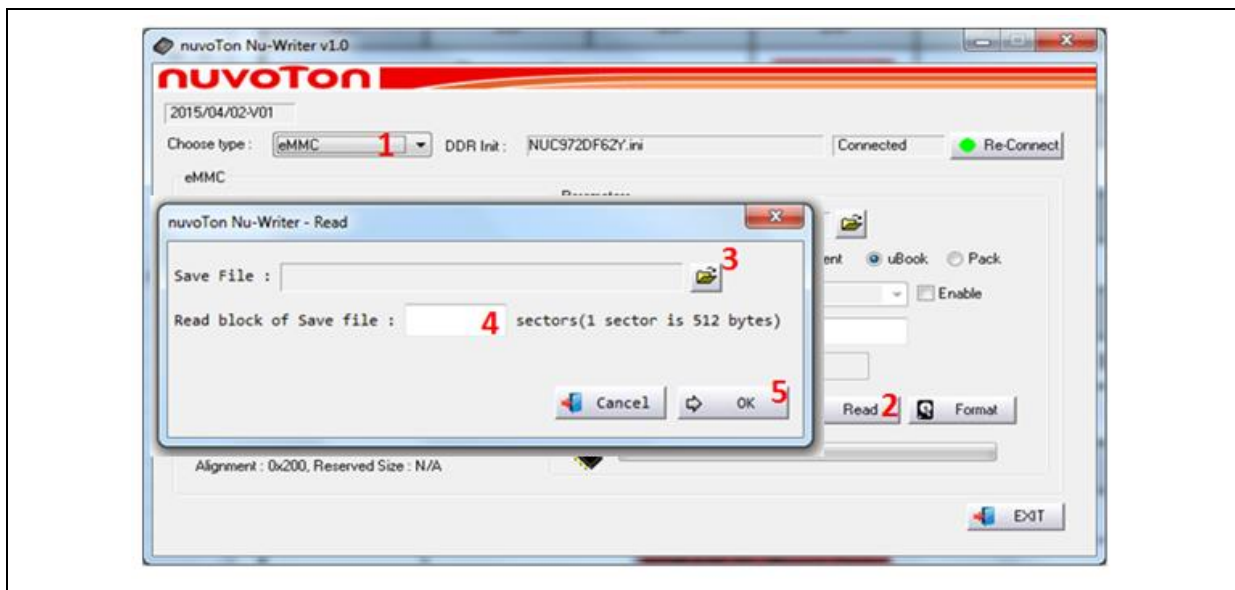 nuvoTon Nu-Writer v1.0
nuvoTon
2015/04/02-V01
Choose type : eMMC 1 DDR Init : NUC972DF62Y.ini Connected Re-Connect
eMMC
nuvoTon Nu-Writer - Read
Save File : 3
ent uBook Pack
Enable
Read block of Save file : 4 sectors(1 sector is 512 bytes)
Cancel OK 5
Read 2 Format
Alignment : 0x200, Reserved Size : N/A
EXIT